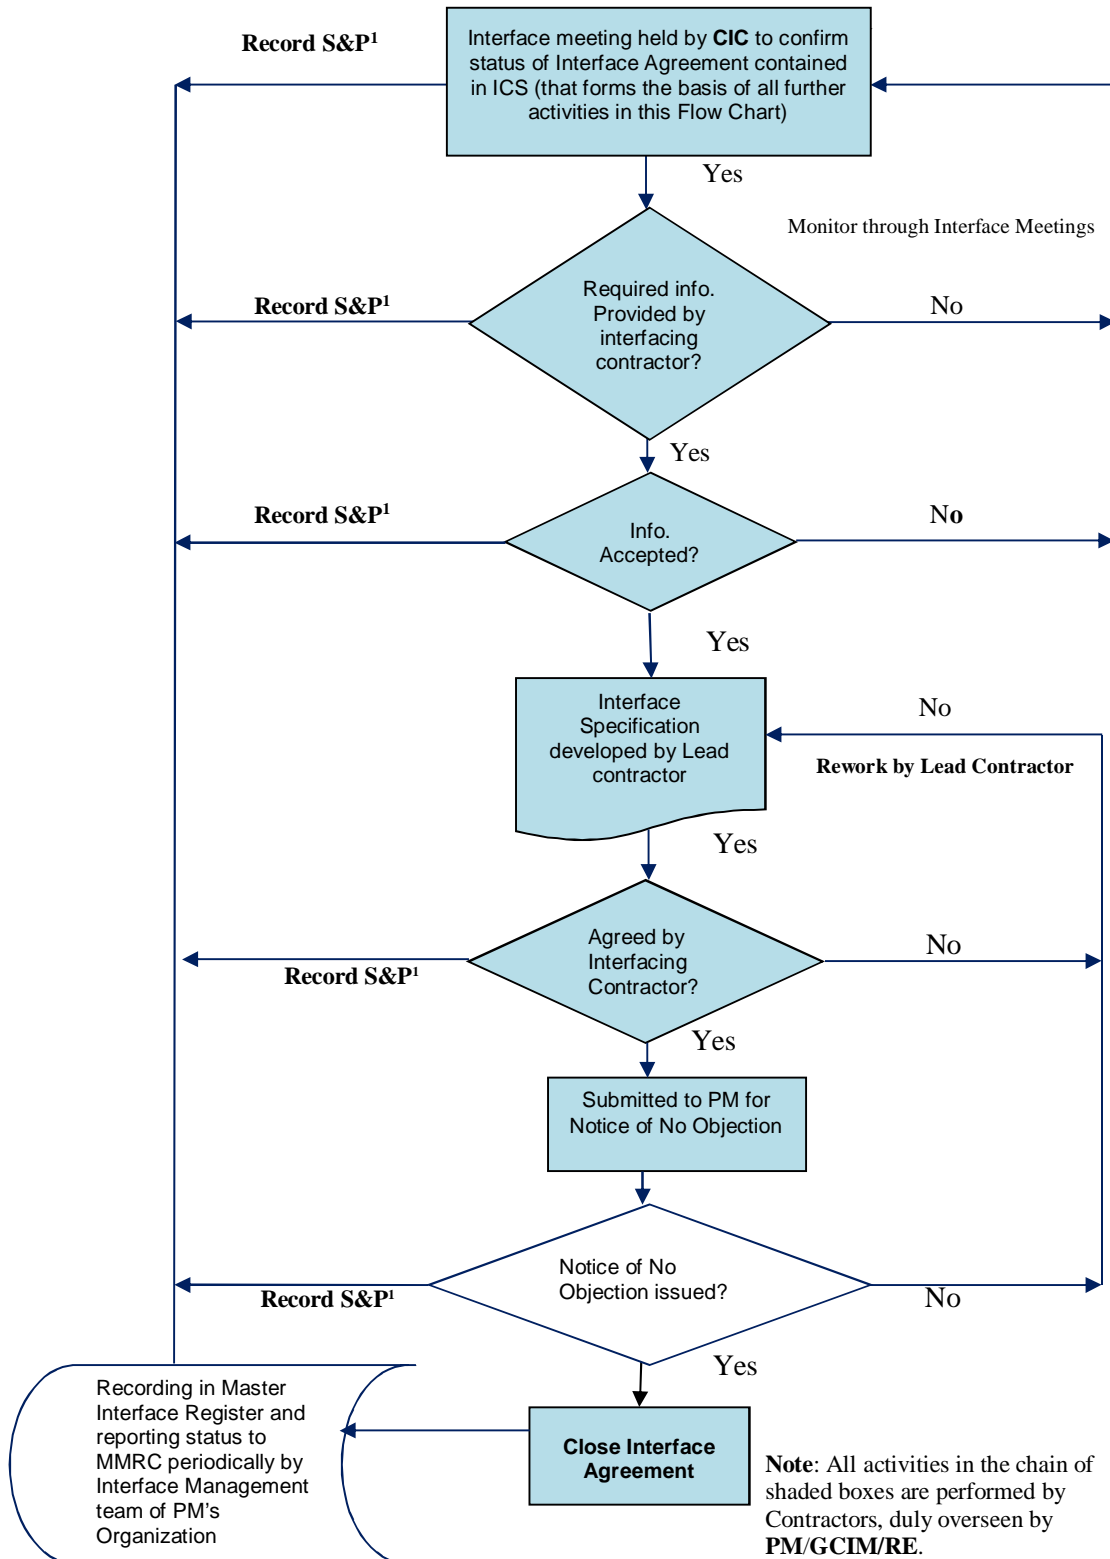 Record S&P¹
Interface meeting held by CIC to confirm
status of Interface Agreement contained
in ICS (that forms the basis of all further
activities in this Flow Chart)
Yes
Monitor through Interface Meetings
Record S&P¹
Required info.
Provided by
interfacing
contractor?
No
Yes
Record S&P¹
Info.
Accepted?
No
Yes
Interface
Specification
developed by Lead
contractor
No
Rework by Lead Contractor
Yes
Agreed by
Interfacing
Contractor?
No
Record S&P¹
Yes
Submitted to PM for
Notice of No Objection
Notice of No
Objection issued?
Record S&P¹
No
Yes
Recording in Master
Interface Register and
reporting status to
MMRC periodically by
Interface Management
team of PM's
Organization
Close Interface
Agreement
Note: All activities in the chain of
shaded boxes are performed by
Contractors, duly overseen by
PM/GCIM/RE.